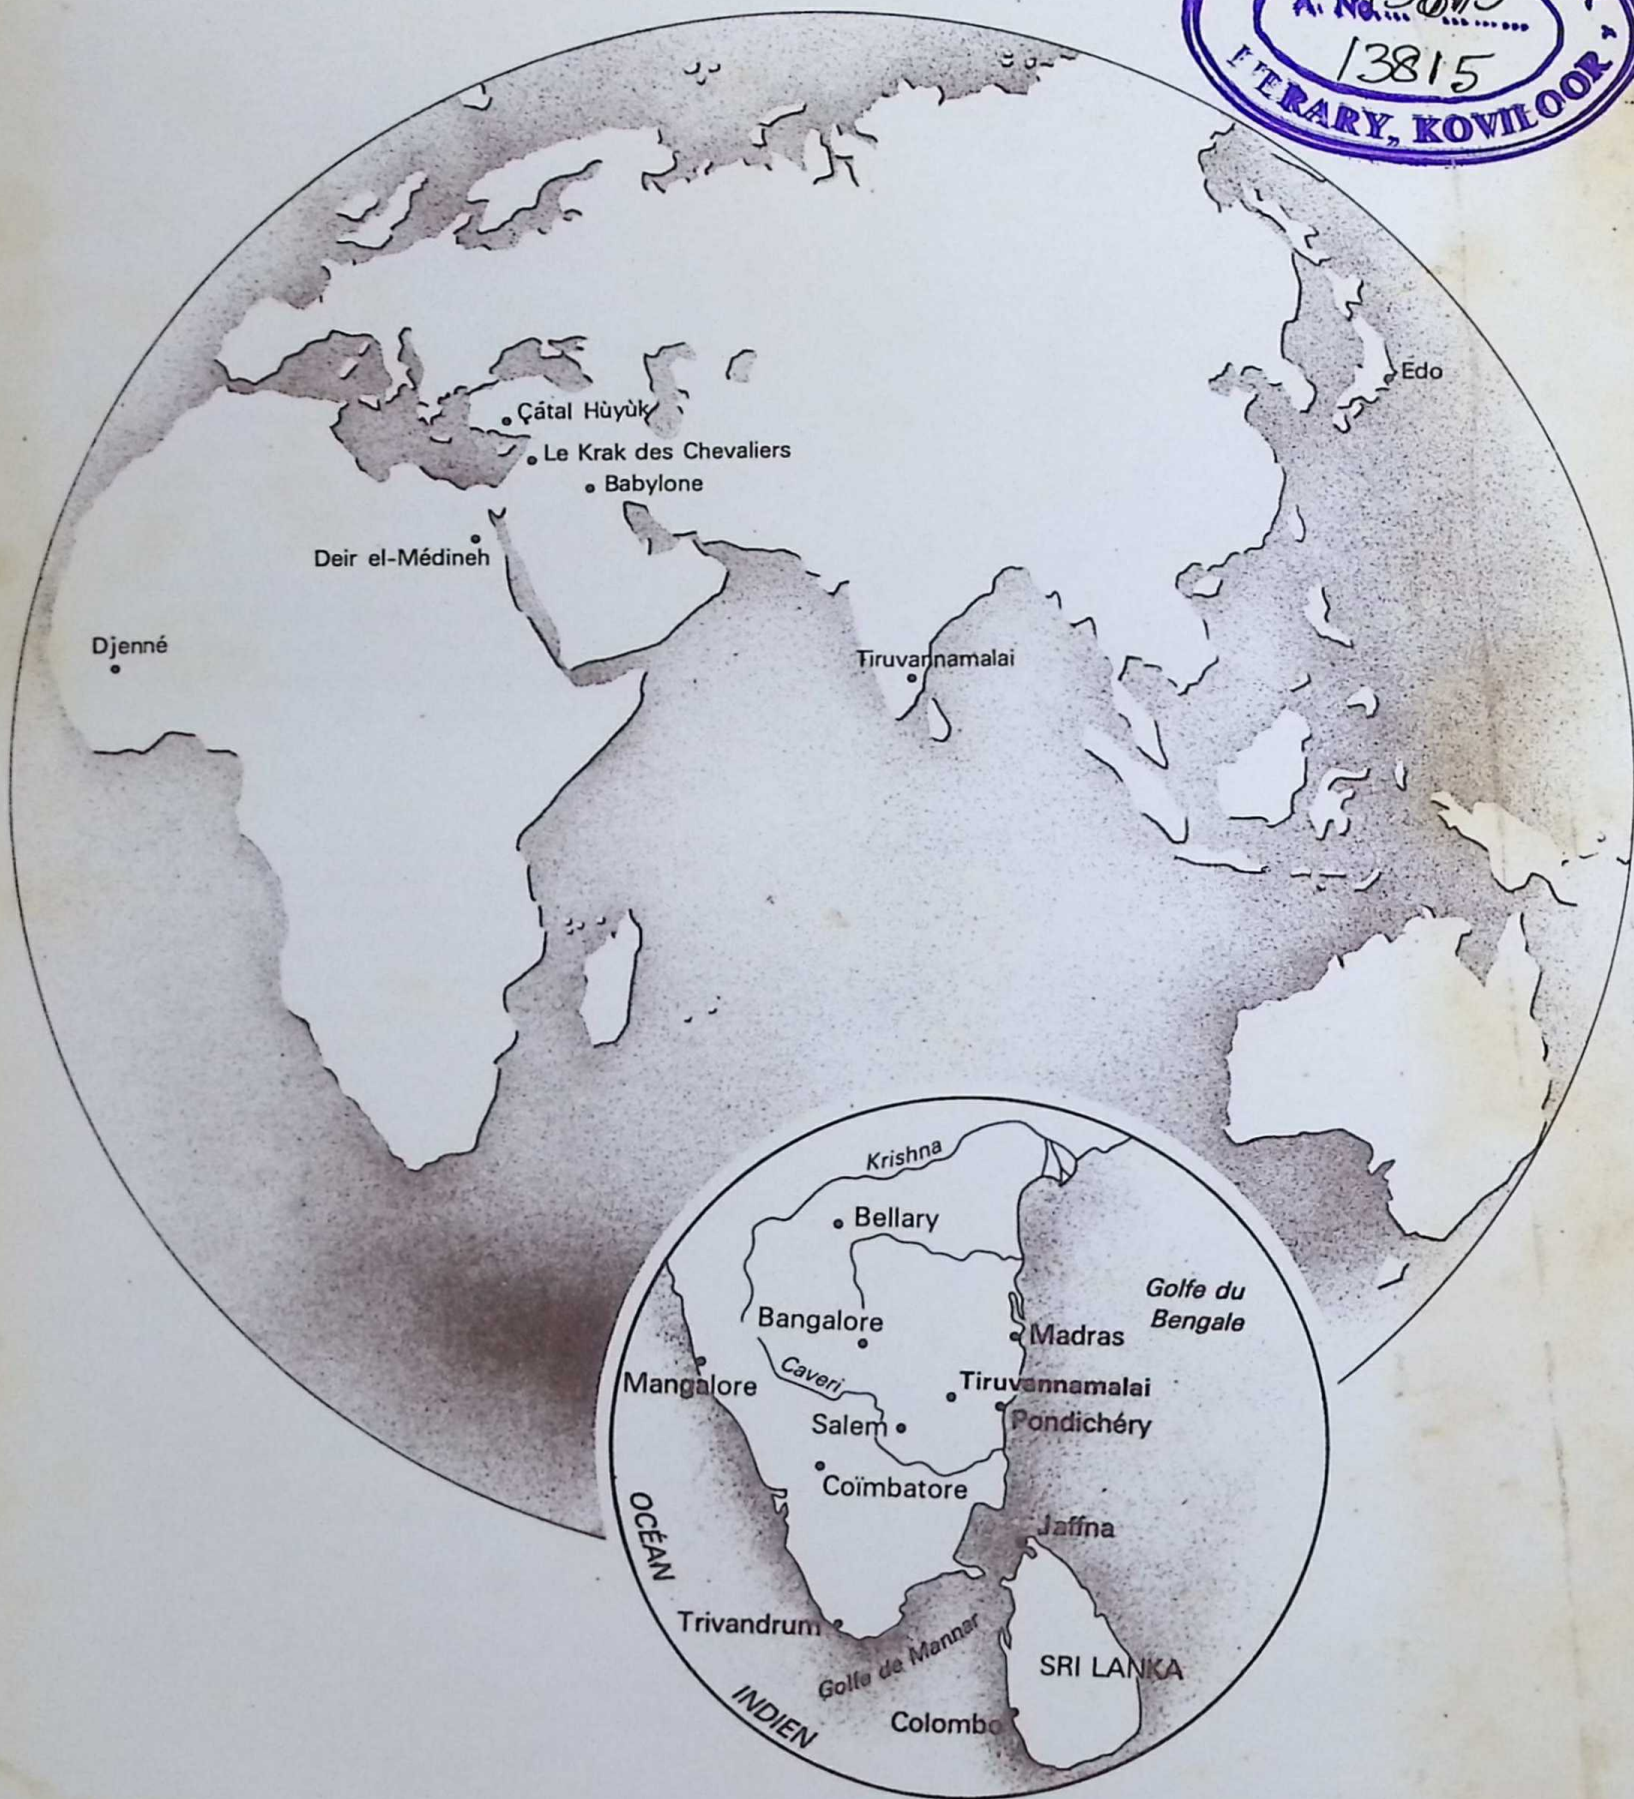 A. No.
13815
ERARY, KOVILOOR
Edo
Çátal Hùyùk
Le Krak des Chevaliers
Babylone
Deir el-Médineh
Djenné
Tiruvannamalai
Krishna
Bellary
Golfe du
Bengale
Bangalore
Madras
Caveri
Mangalore
Tiruvannamalai
Salem
Pondichéry
Coïmbatore
OCÉAN
Jaffna
Trivandrum
Golfe de Mannar
SRI LANKA
INDIEN
Colombo